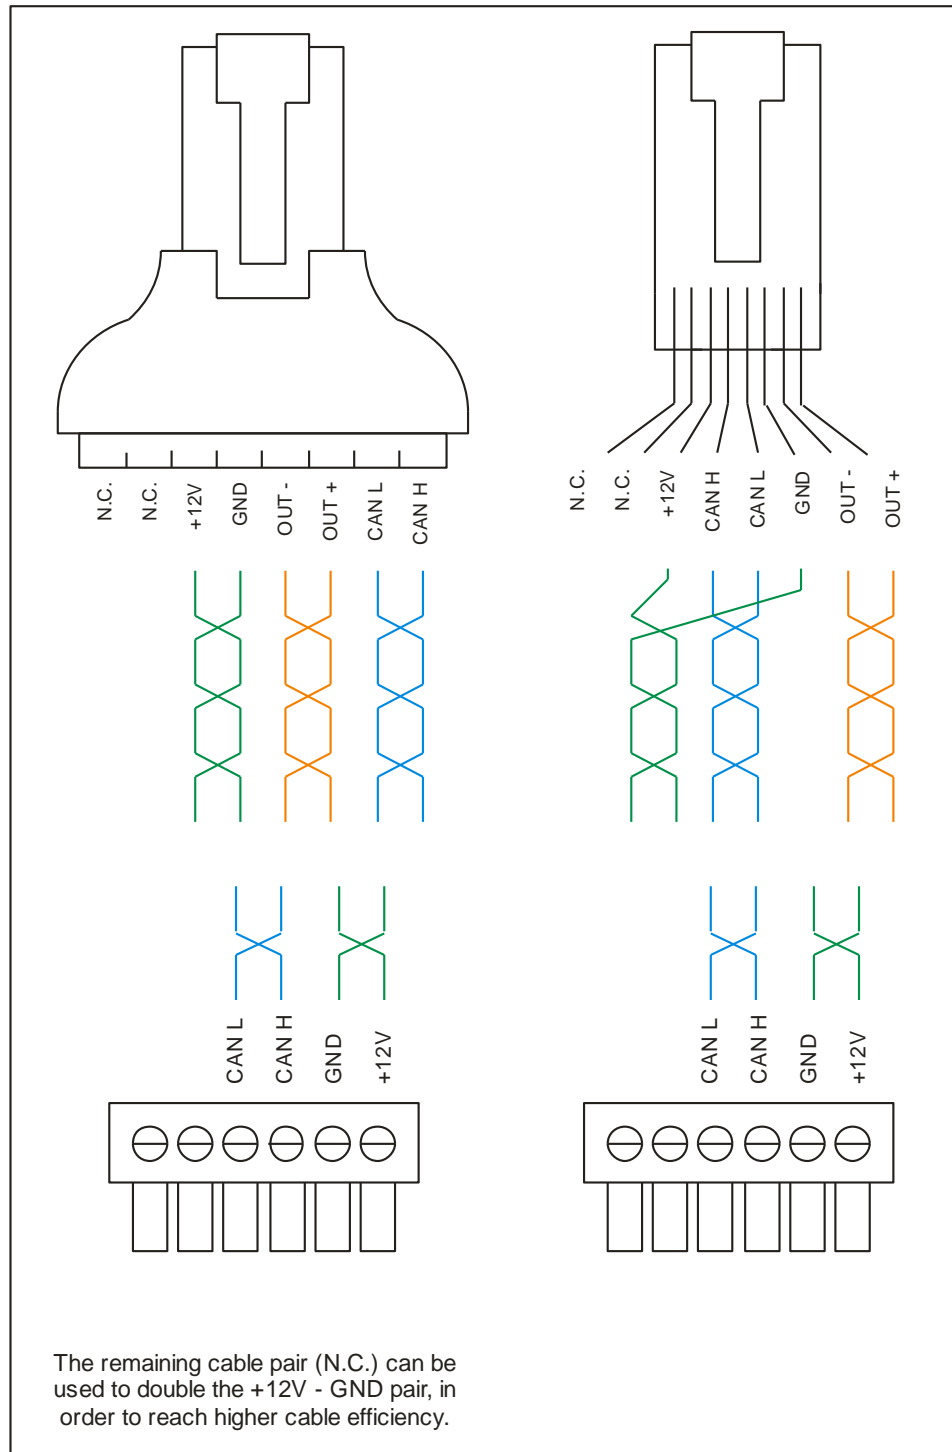 N.C.
N.C.
+12V
GND
OUT -
OUT +
CAN L
CAN H
N.C.
N.C.
+12V
CAN H
CAN L
GND
OUT -
OUT +
CAN L
CAN H
GND
+12V
CAN L
CAN H
GND
+12V
The remaining cable pair (N.C.) can be
used to double the +12V - GND pair, in
order to reach higher cable efficiency.